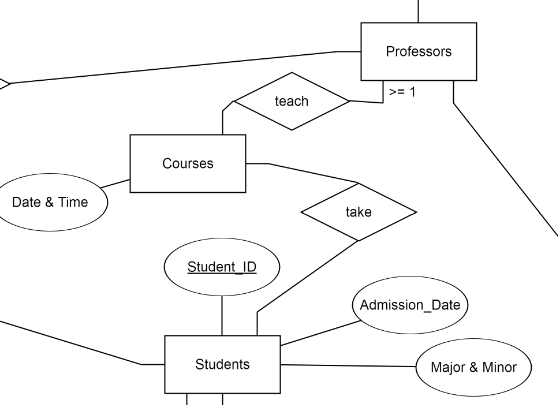 Professors
teach
>= 1
Courses
Date & Time
take
Student_ID
Admission_Date
Students
Major & Minor